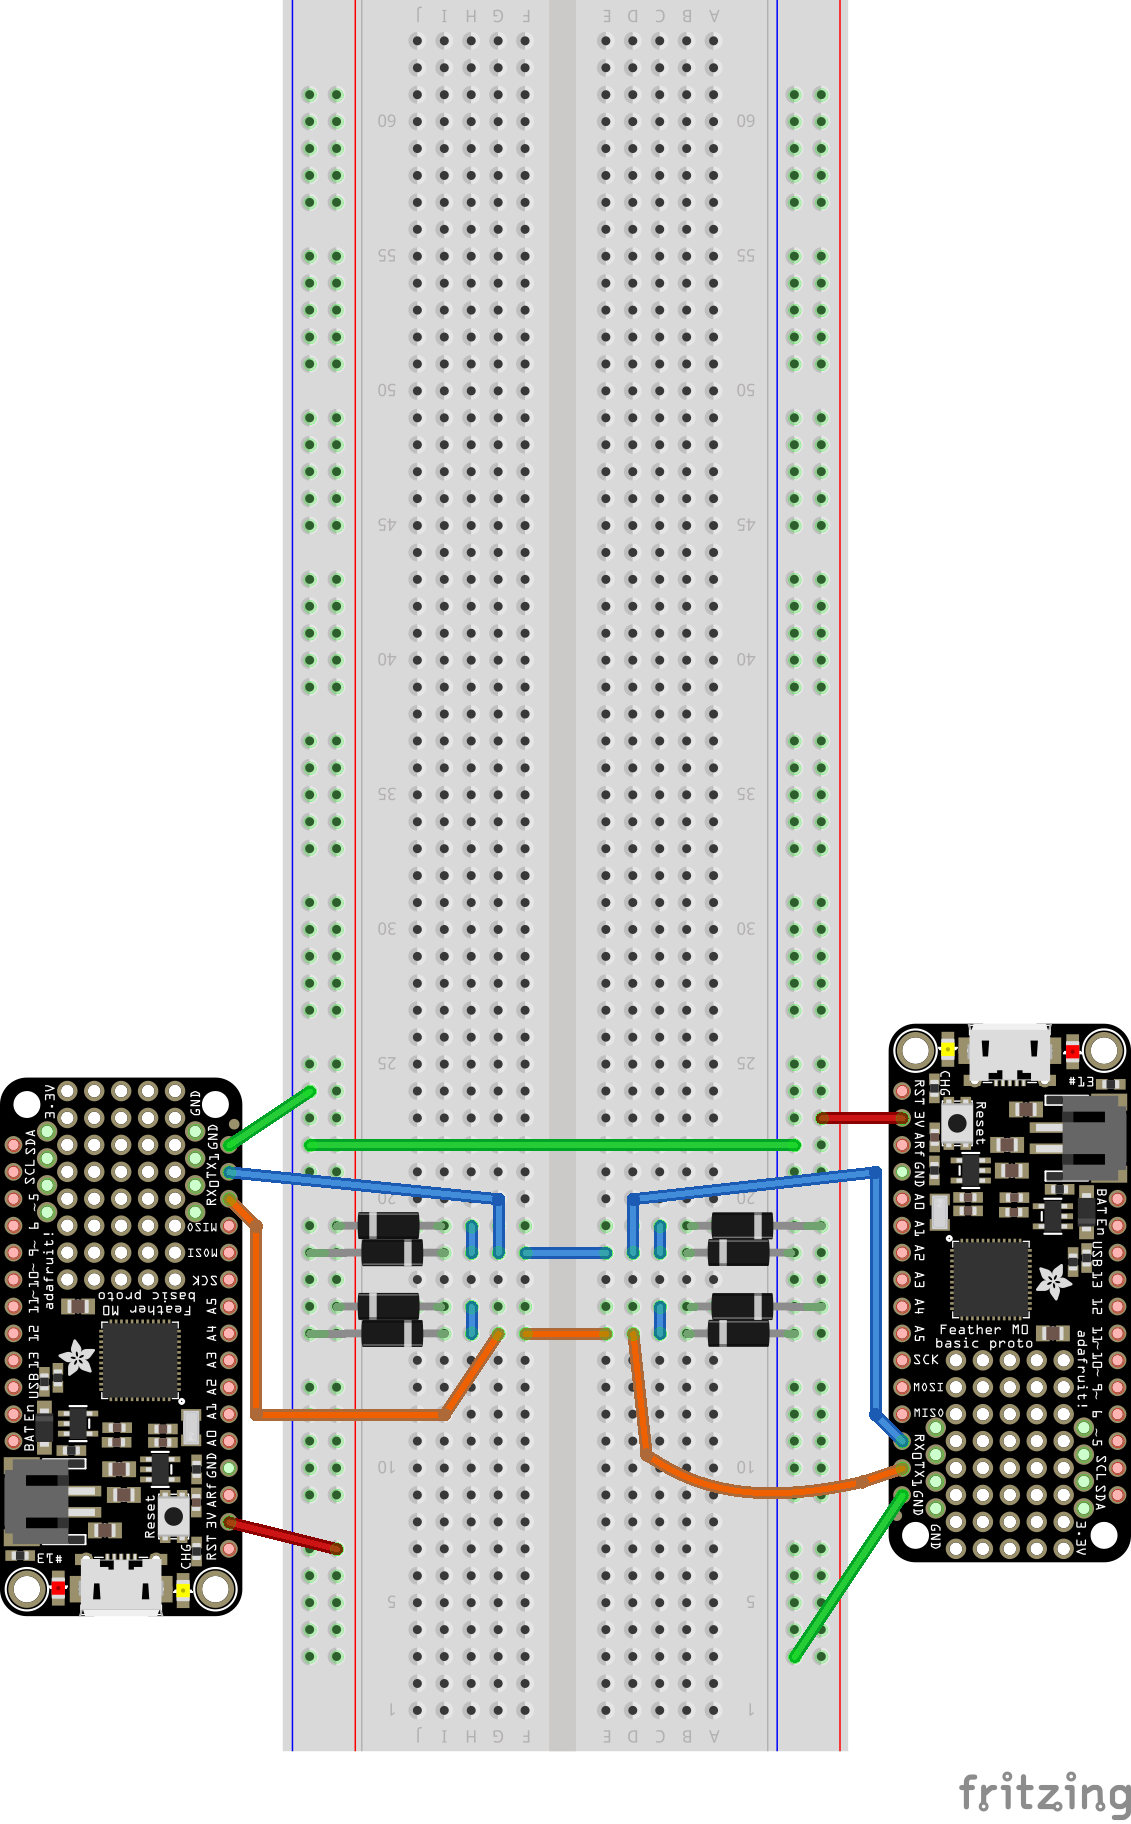 J I H G F E D C B A
60 60
55 55
50 50
45 45
40 40
35 35
30 30
25 25
20 20
10 10
5 5
1 1
J I H G F E D C B A
3.3V
GND
SDA
SCL
~5
6
~9
~10
~11
12
13
USB
En
BAT
GND
TX1
RX0
MISO
MOSI
SCK
A5
A4
A3
A2
A1
A0
GND
ARf
3V
RST
adafruit!
Feather M0
basic proto
Reset
CHG
#13
CHG
#13
Reset
RST
3V
ARf
GND
A0
A1
A2
A3
A4
A5
SCK
MOSI
MISO
RX0
TX1
GND
BAT
En
USB
13
12
11~
10~
9~
6
~5
SCL
SDA
Feather M0
basic proto
adafruit!
GND
3.3V
fritzing